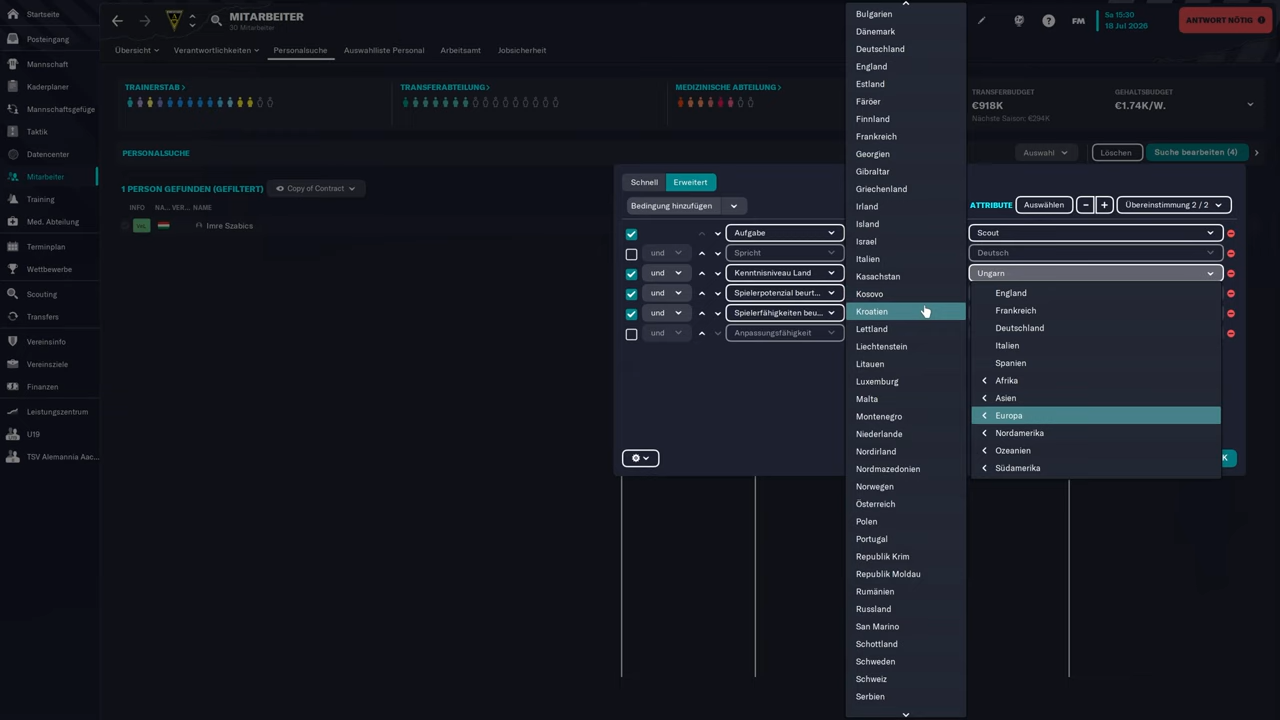 Startseite
Posteingang
Mannschaft
Kaderplaner
Mannschaftsgefüge
Taktik
Datencenter
Mitarbeiter
Training
Med. Abteilung
Terminplan
Wettbewerbe
Scouting
Transfers
Vereinsinfo
Vereinsziele
Finanzen
Leistungszentrum
U19
TSV Alemannia Aac...
MITARBEITER
30 Mitarbeiter
FM
Sa 15:30
18 Jul 2026
ANTWORT NÖTIG
Übersicht
Verantwortlichkeiten
Personalsuche
Auswahlliste Personal
Arbeitsamt
Jobsicherheit
TRAINERSTAB
TRANSFERABTEILUNG
MEDIZINISCHE ABTEILUNG
TRANSFERBUDGET
€918K
Nächste Saison: €294K
GEHALTSBUDGET
€1.74K/W.
PERSONALSUCHE
Auswahl
Löschen
Suche bearbeiten (4)
1 PERSON GEFUNDEN (GEFILTERT)
Copy of Contract
INFO NA... VER... NAME
Imre Szabics
Schnell
Erweitert
Bedingung hinzufügen
ATTRIBUTE
Auswählen
Übereinstimmung 2 / 2
Aufgabe
Scout
und
Spricht
Deutsch
und
Kenntnisniveau Land
Ungarn
und
Spielerpotenzial beurt...
und
Spielerfähigkeiten beu...
und
Anpassungsfähigkeit
K
Bulgarien
Dänemark
Deutschland
England
Estland
Färöer
Finnland
Frankreich
Georgien
Gibraltar
Griechenland
Irland
Island
Israel
Italien
Kasachstan
Kosovo
Kroatien
Lettland
Liechtenstein
Litauen
Luxemburg
Malta
Montenegro
Niederlande
Nordirland
Nordmazedonien
Norwegen
Österreich
Polen
Portugal
Republik Krim
Republik Moldau
Rumänien
Russland
San Marino
Schottland
Schweden
Schweiz
Serbien
England
Frankreich
Deutschland
Italien
Spanien
Afrika
Asien
Europa
Nordamerika
Ozeanien
Südamerika